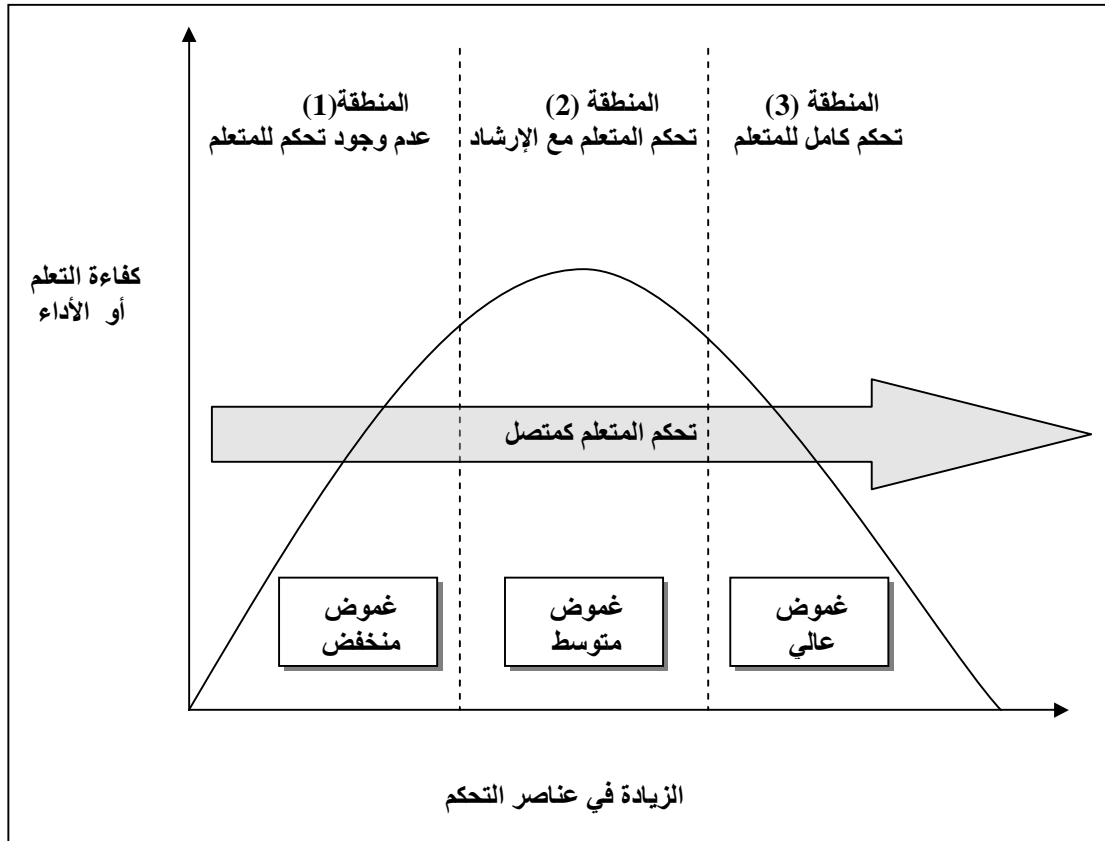 المنطقة(1)
عدم وجود تحكم للمتعلم
المنطقة (2)
تحكم المتعلم مع الإرشاد
المنطقة (3)
تحكم كامل للمتعلم
كفاءة التعلم
أو الأداء
تحكم المتعلم كمتصل
غموض
منخفض
غموض
متوسط
غموض
عالي
الزيادة في عناصر التحكم